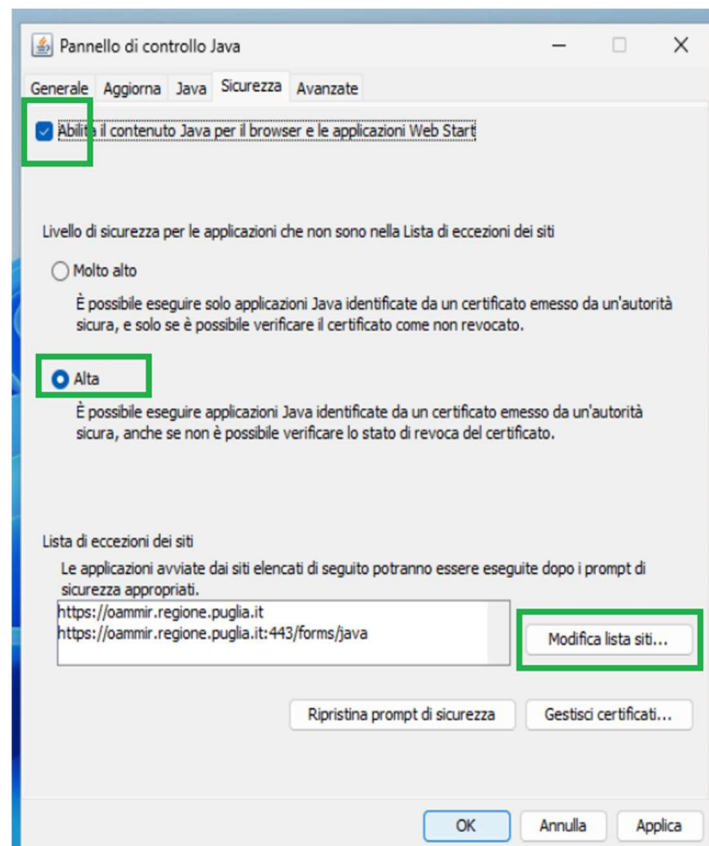 Pannello di controllo Java
Generale Aggiorna Java Sicurezza Avanzate
Abilita il contenuto Java per il browser e le applicazioni Web Start
Livello di sicurezza per le applicazioni che non sono nella Lista di eccezioni dei siti
Molto alto
È possibile eseguire solo applicazioni Java identificate da un certificato emesso da un'autorità
sicura, e solo se è possibile verificare il certificato come non revocato.
Alta
È possibile eseguire applicazioni Java identificate da un certificato emesso da un'autorità
sicura, anche se non è possibile verificare lo stato di revoca del certificato.
Lista di eccezioni dei siti
Le applicazioni avviate dai siti elencati di seguito potranno essere eseguite dopo i prompt di
sicurezza appropriati.
https://oammir.regione.puglia.it
https://oammir.regione.puglia.it:443/forms/java
Modifica lista siti...
Ripristina prompt di sicurezza Gestisci certificati...
OK Annulla Applica